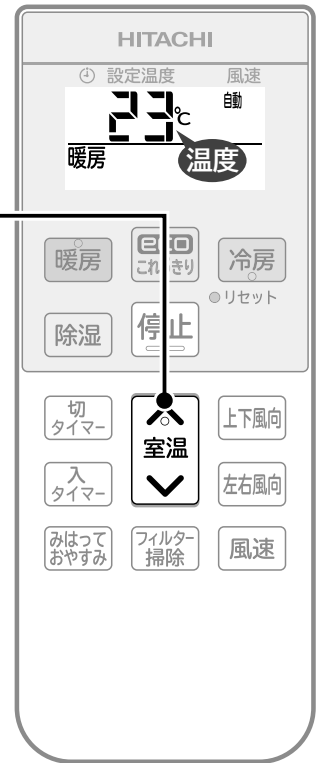 HITACHI
設定温度 風速
23℃ 自動
暖房 温度
暖房 eco これっきり 冷房
リセット
除湿 停止
切タイマー 室温 上下風向
入タイマー 左右風向
みはっておやすみ フィルター掃除 風速